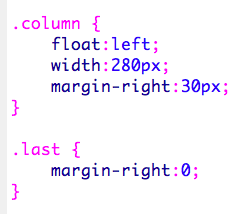 .column {
    float:left;
    width:280px;
    margin-right:30px;
}

.last {
    margin-right:0;
}